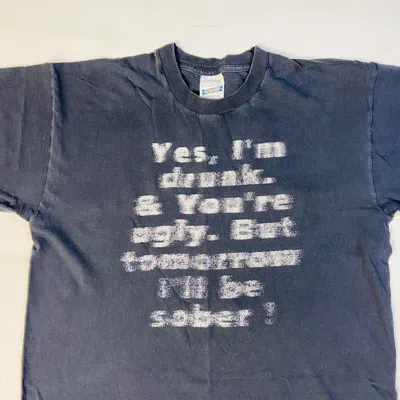 Yes, I'm
drunk.
& You're
ugly. But
tomorrow
I'll be
sober !